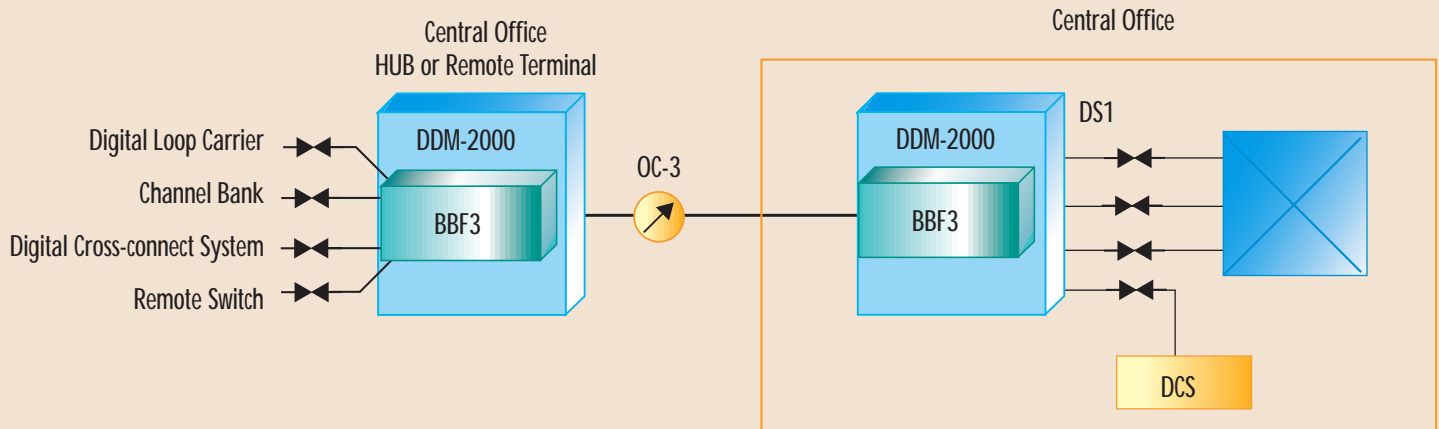 Central Office
HUB or Remote Terminal
Central Office
Digital Loop Carrier
Channel Bank
Digital Cross-connect System
Remote Switch
DDM-2000
BBF3
OC-3
DDM-2000
BBF3
DS1
DCS